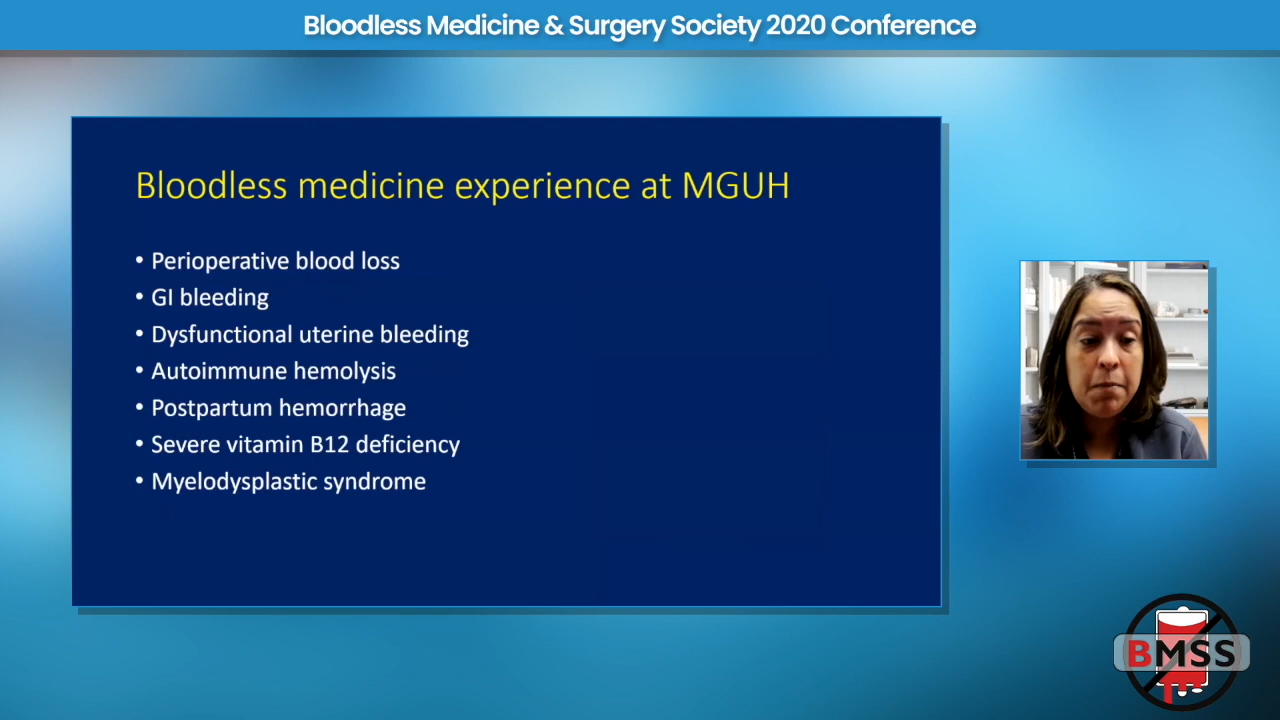 Bloodless Medicine & Surgery Society 2020 Conference
Bloodless medicine experience at MGUH
• Perioperative blood loss
• GI bleeding
• Dysfunctional uterine bleeding
• Autoimmune hemolysis
• Postpartum hemorrhage
• Severe vitamin B12 deficiency
• Myelodysplastic syndrome
BMSS